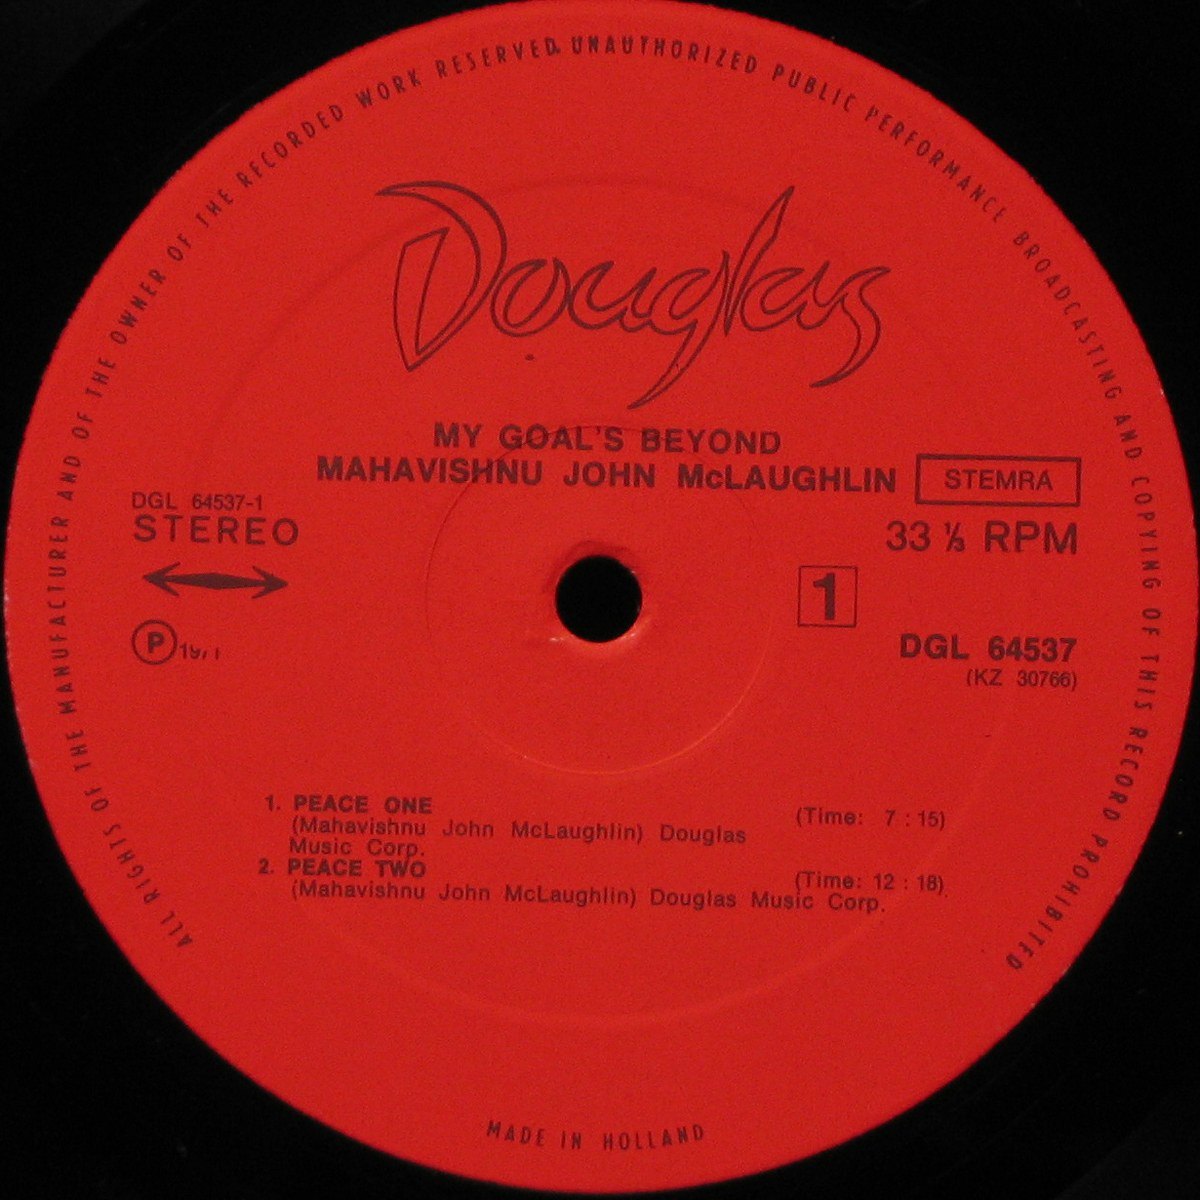 ALL RIGHTS OF THE MANUFACTURER AND OF THE OWNER OF THE RECORDED WORK RESERVED. UNAUTHORIZED PUBLIC PERFORMANCE BROADCASTING AND COPYING OF THIS RECORD PROHIBITED
Douglas
MY GOAL'S BEYOND
MAHAVISHNU JOHN McLAUGHLIN
STEMRA
DGL 64537-1
STEREO
33 ⅓ RPM
1
Ⓟ 1971
DGL 64537
(KZ 30766)
1. PEACE ONE (Time: 7 : 15)
(Mahavishnu John McLaughlin) Douglas
Music Corp.
2. PEACE TWO (Time: 12 : 18)
(Mahavishnu John McLaughlin) Douglas Music Corp.
MADE IN HOLLAND